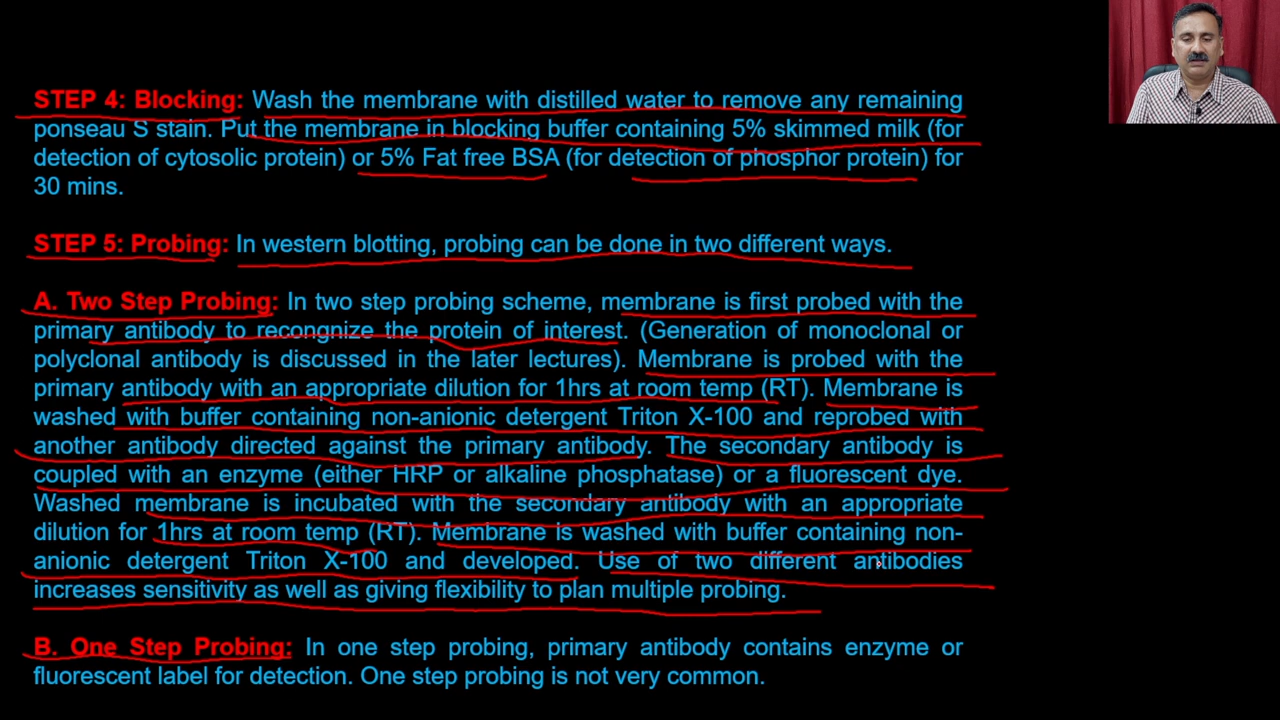 STEP 4: Blocking: Wash the membrane with distilled water to remove any remaining
ponseau S stain. Put the membrane in blocking buffer containing 5% skimmed milk (for
detection of cytosolic protein) or 5% Fat free BSA (for detection of phosphor protein) for
30 mins.
STEP 5: Probing: In western blotting, probing can be done in two different ways.
A. Two Step Probing: In two step probing scheme, membrane is first probed with the
primary antibody to recongnize the protein of interest. (Generation of monoclonal or
polyclonal antibody is discussed in the later lectures). Membrane is probed with the
primary antibody with an appropriate dilution for 1hrs at room temp (RT). Membrane is
washed with buffer containing non-anionic detergent Triton X-100 and reprobed with
another antibody directed against the primary antibody. The secondary antibody is
coupled with an enzyme (either HRP or alkaline phosphatase) or a fluorescent dye.
Washed membrane is incubated with the secondary antibody with an appropriate
dilution for 1hrs at room temp (RT). Membrane is washed with buffer containing non-
anionic detergent Triton X-100 and developed. Use of two different antibodies
increases sensitivity as well as giving flexibility to plan multiple probing.
B. One Step Probing: In one step probing, primary antibody contains enzyme or
fluorescent label for detection. One step probing is not very common.